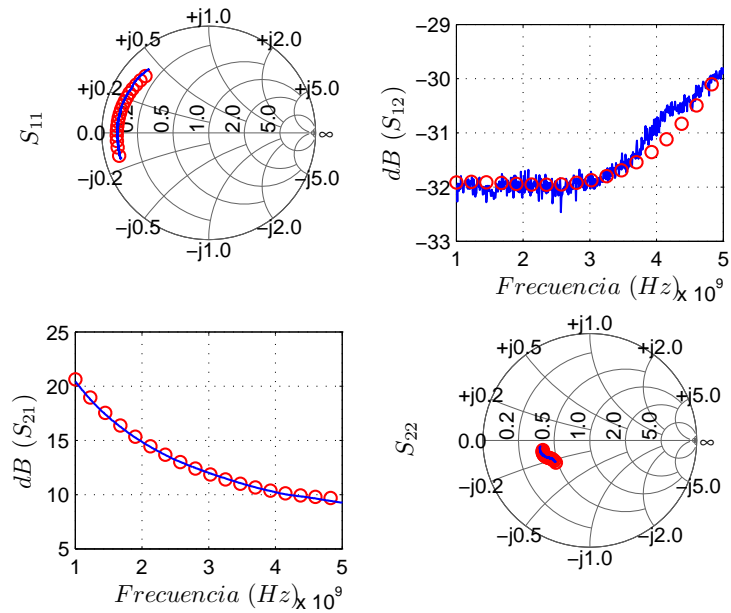 +j1.0
+j0.5
+j2.0
+j0.2
+j5.0
0.0
0.2
0.5
1.0
2.0
5.0
∞
−j0.2
−j5.0
−j0.5
−j2.0
−j1.0
S₁₁
−29
−30
−31
−32
−33
dB (S₁₂)
1 2 3 4 5
Frecuencia (Hz) x 10⁹
25
20
15
10
5
dB (S₂₁)
1 2 3 4 5
Frecuencia (Hz) x 10⁹
+j1.0
+j0.5
+j2.0
+j0.2
+j5.0
0.0
0.2
0.5
1.0
2.0
5.0
∞
−j0.2
−j5.0
−j0.5
−j2.0
−j1.0
S₂₂